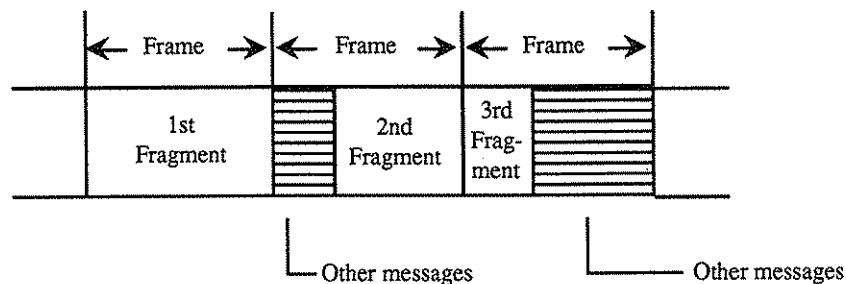 Frame Frame Frame
1st
Fragment
2nd
Fragment
3rd
Frag-
ment
Other messages
Other messages